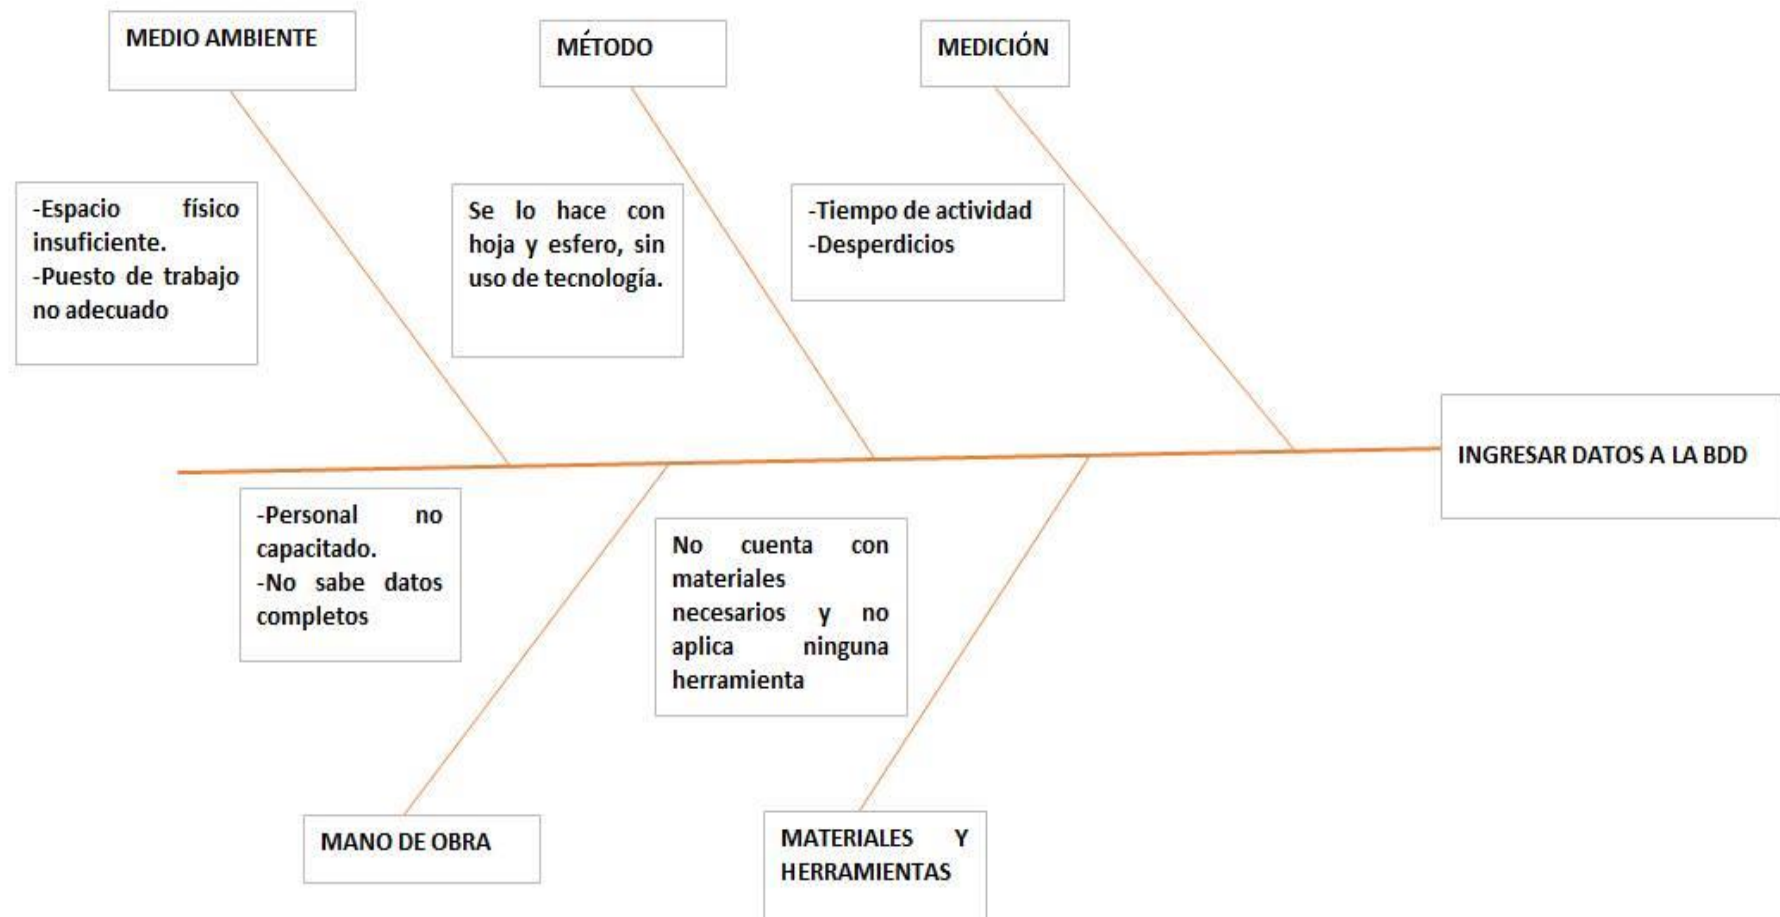 MEDIO AMBIENTE
MÉTODO
MEDICIÓN
-Espacio físico
insuficiente.
-Puesto de trabajo
no adecuado
Se lo hace con
hoja y esfero, sin
uso de tecnología.
-Tiempo de actividad
-Desperdicios
INGRESAR DATOS A LA BDD
-Personal no
capacitado.
-No sabe datos
completos
No cuenta con
materiales
necesarios y no
aplica ninguna
herramienta
MANO DE OBRA
MATERIALES Y
HERRAMIENTAS